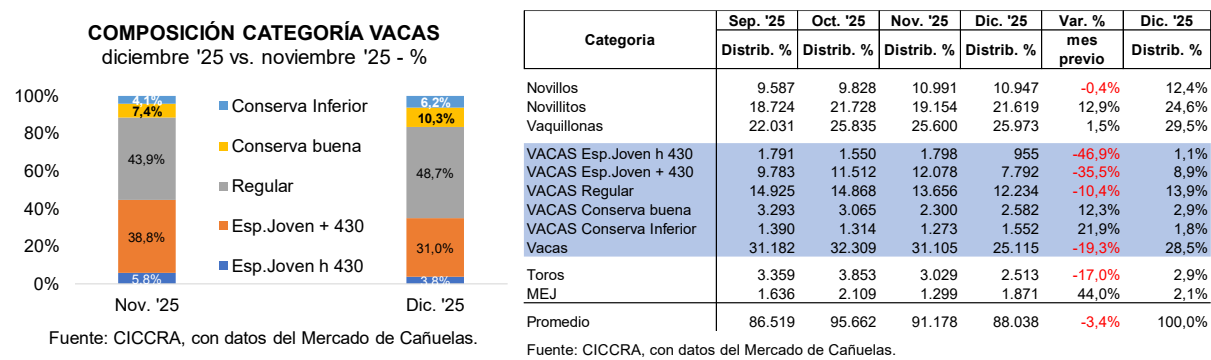 COMPOSICIÓN CATEGORÍA VACAS
diciembre '25 vs. noviembre '25 - %
100%
80%
60%
40%
20%
0%
4,1%
7,4%
43,9%
38,8%
5,8%
Nov. '25
Conserva Inferior
Conserva buena
Regular
Esp.Joven + 430
Esp.Joven h 430
6,2%
10,3%
48,7%
31,0%
3,8%
Dic. '25
Fuente: CICCRA, con datos del Mercado de Cañuelas.
Categoria Sep. '25 Oct. '25 Nov. '25 Dic. '25 Var. % Dic. '25
Distrib. % Distrib. % Distrib. % Distrib. % mes previo Distrib. %
Novillos 9.587 9.828 10.991 10.947 -0,4% 12,4%
Novillitos 18.724 21.728 19.154 21.619 12,9% 24,6%
Vaquillonas 22.031 25.835 25.600 25.973 1,5% 29,5%
VACAS Esp.Joven h 430 1.791 1.550 1.798 955 -46,9% 1,1%
VACAS Esp.Joven + 430 9.783 11.512 12.078 7.792 -35,5% 8,9%
VACAS Regular 14.925 14.868 13.656 12.234 -10,4% 13,9%
VACAS Conserva buena 3.293 3.065 2.300 2.582 12,3% 2,9%
VACAS Conserva Inferior 1.390 1.314 1.273 1.552 21,9% 1,8%
Vacas 31.182 32.309 31.105 25.115 -19,3% 28,5%
Toros 3.359 3.853 3.029 2.513 -17,0% 2,9%
MEJ 1.636 2.109 1.299 1.871 44,0% 2,1%
Promedio 86.519 95.662 91.178 88.038 -3,4% 100,0%
Fuente: CICCRA, con datos del Mercado de Cañuelas.